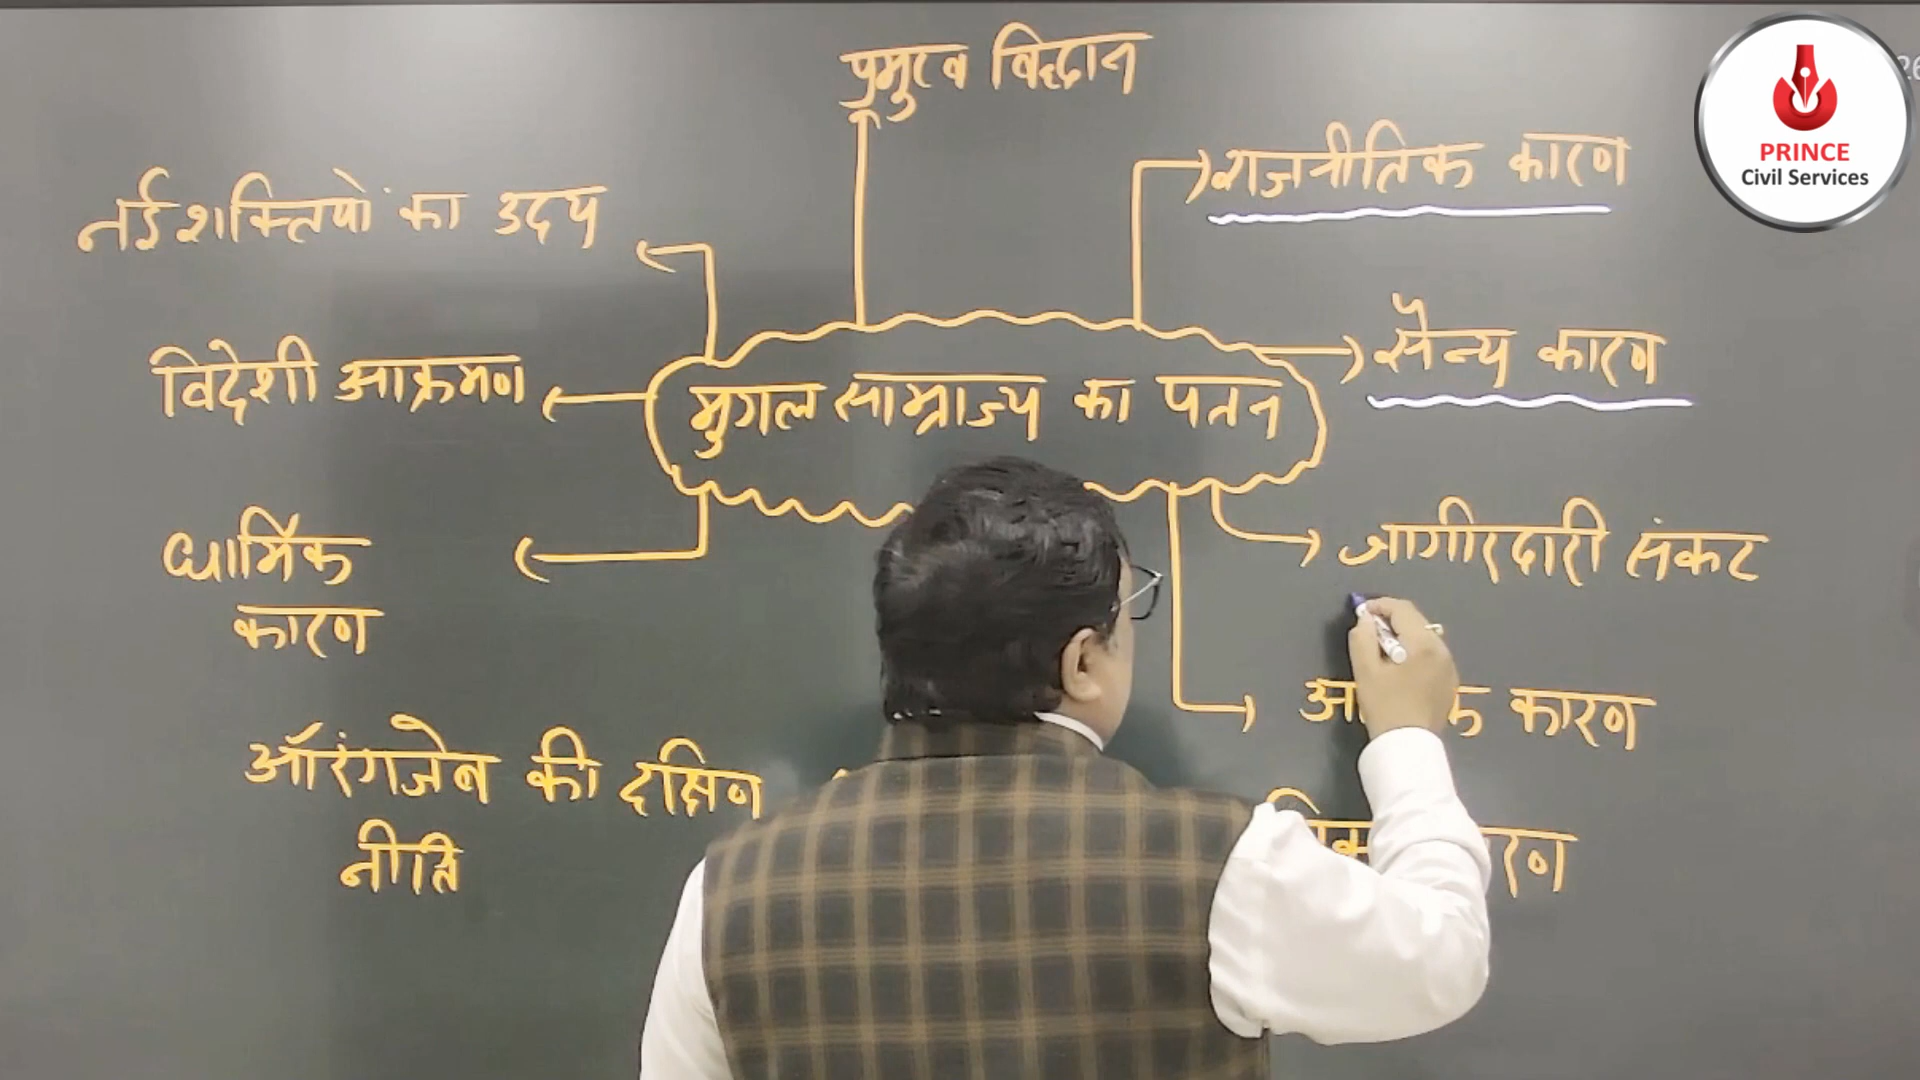 प्रमुख विद्वान
राजनीतिक कारण
नई शक्तियों का उदय
सैन्य कारण
विदेशी आक्रमण
मुगल साम्राज्य का पतन
जागीरदारी संकट
धार्मिक
कारण
कारण
औरंगजेब की दक्षिण
नीति
PRINCE
Civil Services
26